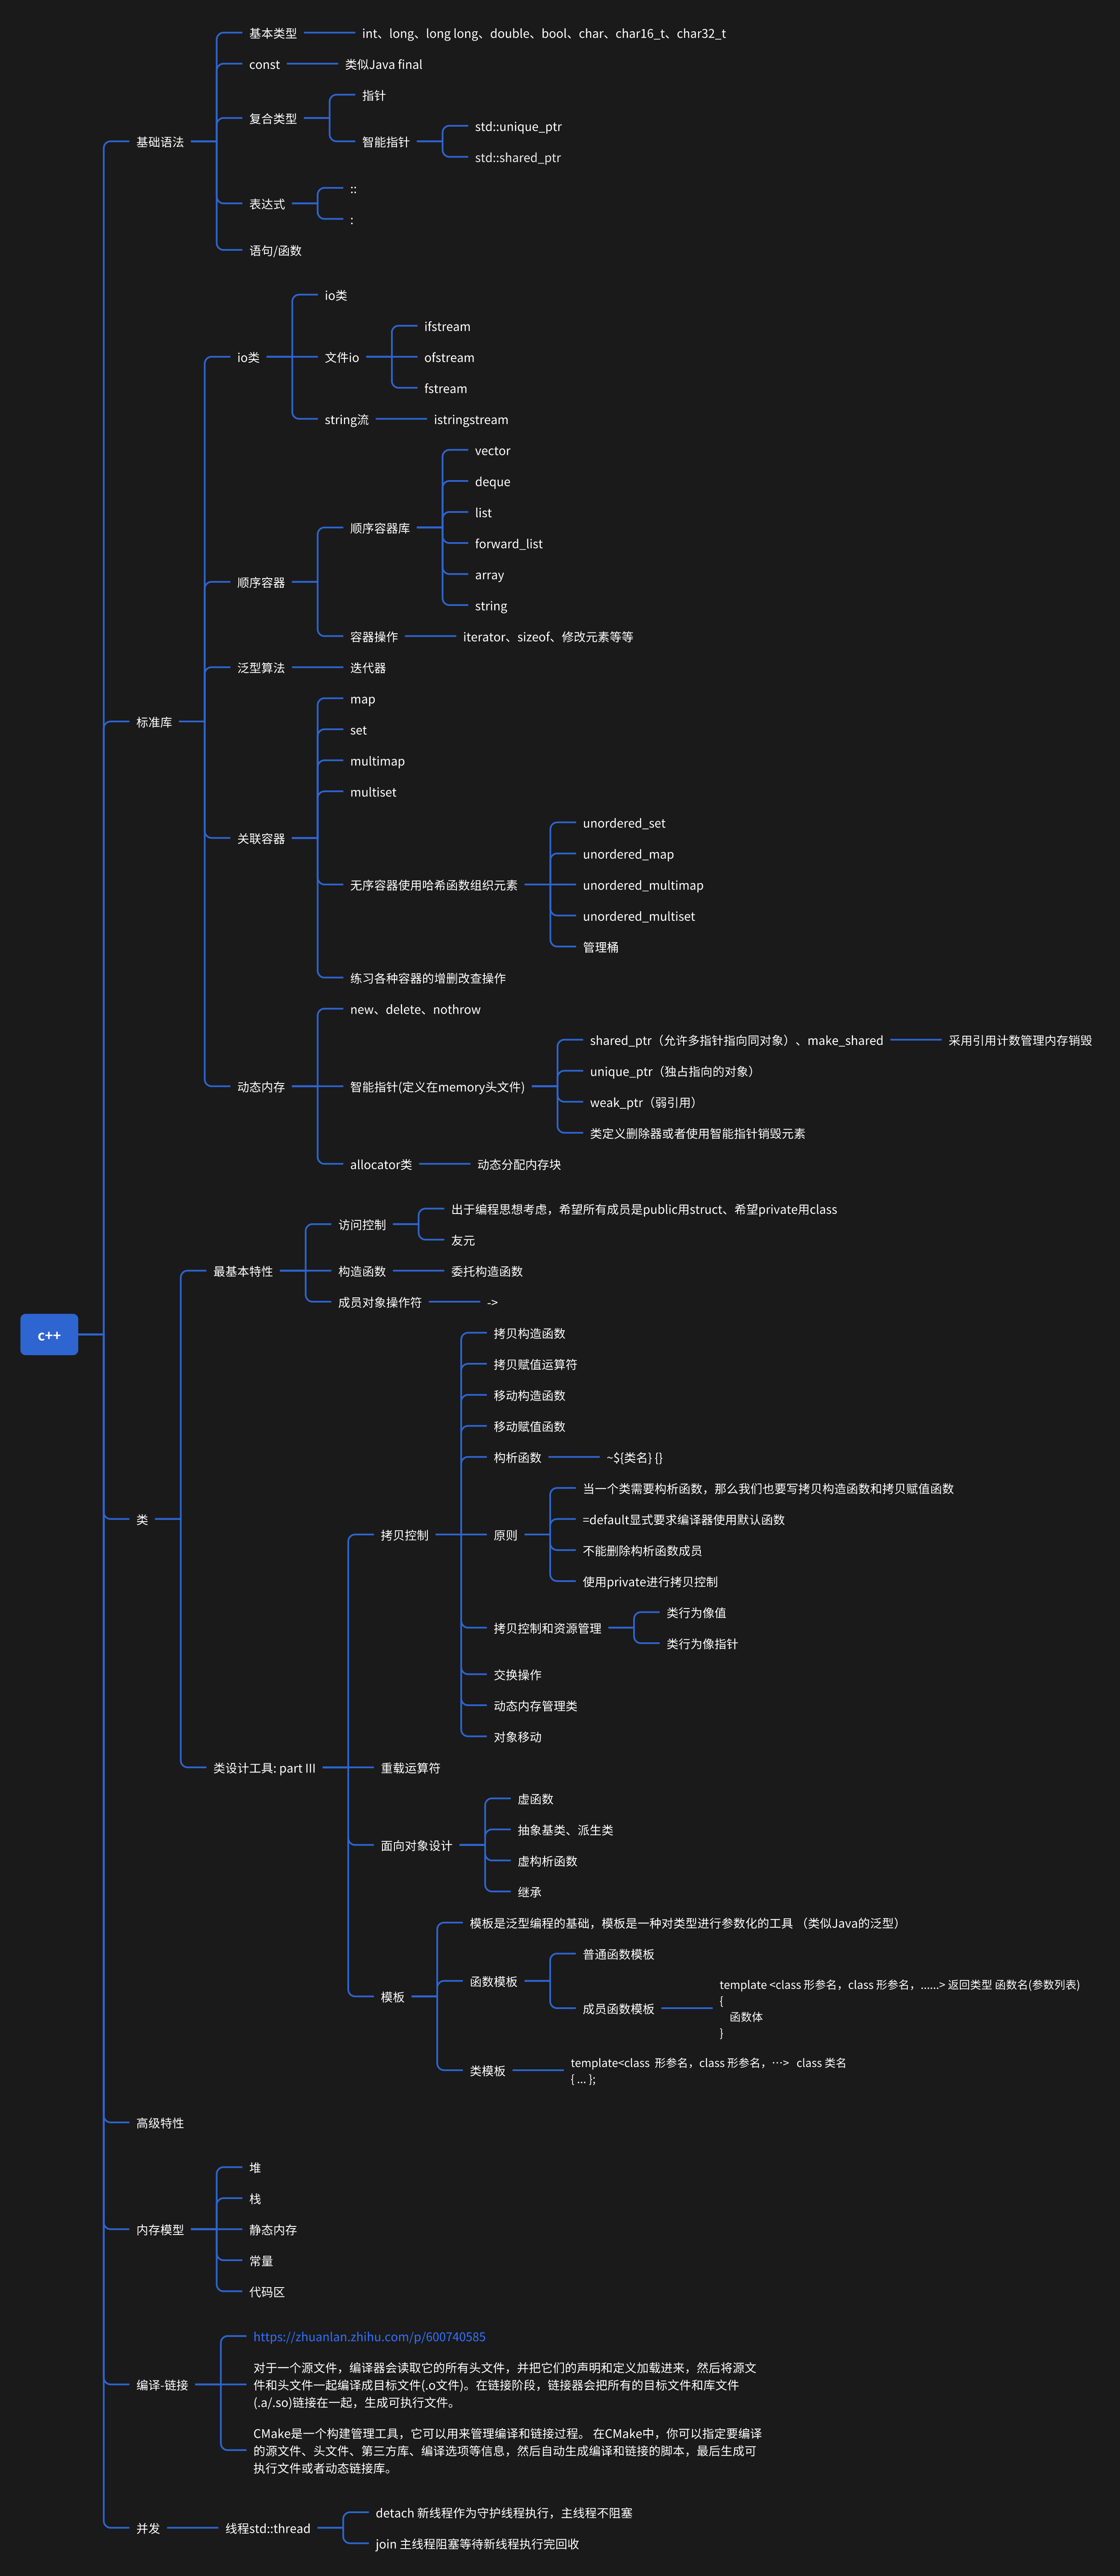 基本类型
int、long、long long、double、bool、char、char16_t、char32_t
const
类似Java final
复合类型
指针
智能指针
std::unique_ptr
std::shared_ptr
基础语法
表达式
::
:
语句/函数
io类
io类
文件io
ifstream
ofstream
fstream
string流
istringstream
顺序容器
顺序容器库
vector
deque
list
forward_list
array
string
容器操作
iterator、sizeof、修改元素等等
泛型算法
迭代器
标准库
关联容器
map
set
multimap
multiset
无序容器使用哈希函数组织元素
unordered_set
unordered_map
unordered_multimap
unordered_multiset
管理桶
练习各种容器的增删改查操作
动态内存
new、delete、nothrow
智能指针(定义在memory头文件)
shared_ptr（允许多指针指向同对象）、make_shared
采用引用计数管理内存销毁
unique_ptr（独占指向的对象）
weak_ptr（弱引用）
类定义删除器或者使用智能指针销毁元素
allocator类
动态分配内存块
c++
类
最基本特性
访问控制
出于编程思想考虑，希望所有成员是public用struct、希望private用class
友元
构造函数
委托构造函数
成员对象操作符
->
类设计工具: part III
拷贝控制
拷贝构造函数
拷贝赋值运算符
移动构造函数
移动赋值函数
构析函数
~${类名} {}
原则
当一个类需要构析函数，那么我们也要写拷贝构造函数和拷贝赋值函数
=default显式要求编译器使用默认函数
不能删除构析函数成员
使用private进行拷贝控制
拷贝控制和资源管理
类行为像值
类行为像指针
交换操作
动态内存管理类
对象移动
重载运算符
面向对象设计
虚函数
抽象基类、派生类
虚构析函数
继承
模板
模板是泛型编程的基础，模板是一种对类型进行参数化的工具 （类似Java的泛型）
函数模板
普通函数模板
成员函数模板
template <class 形参名，class 形参名，......> 返回类型 函数名(参数列表)
{
函数体
}
类模板
template<class  形参名，class 形参名，…>   class 类名
{ ... };
高级特性
内存模型
堆
栈
静态内存
常量
代码区
编译-链接
https://zhuanlan.zhihu.com/p/600740585
对于一个源文件，编译器会读取它的所有头文件，并把它们的声明和定义加载进来，然后将源文
件和头文件一起编译成目标文件(.o文件)。在链接阶段，链接器会把所有的目标文件和库文件
(.a/.so)链接在一起，生成可执行文件。
CMake是一个构建管理工具，它可以用来管理编译和链接过程。 在CMake中，你可以指定要编译
的源文件、头文件、第三方库、编译选项等信息，然后自动生成编译和链接的脚本，最后生成可
执行文件或者动态链接库。
并发
线程std::thread
detach 新线程作为守护线程执行，主线程不阻塞
join 主线程阻塞等待新线程执行完回收